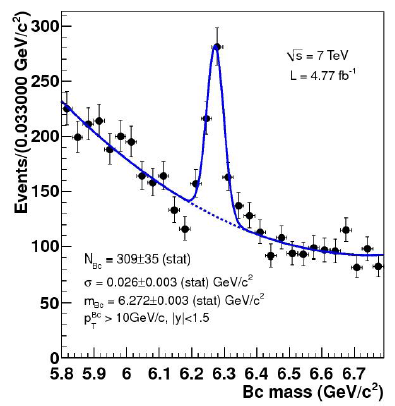 Events/(0.033000 GeV/c²)
300
250
200
150
100
50
0
√s = 7 TeV
L = 4.77 fb⁻¹
N_Bc = 309±35 (stat)
σ = 0.026±0.003 (stat) GeV/c²
m_Bc = 6.272±0.003 (stat) GeV/c²
p_T^Bc > 10GeV/c, |y|<1.5
5.8 5.9 6 6.1 6.2 6.3 6.4 6.5 6.6 6.7
Bc mass (GeV/c²)